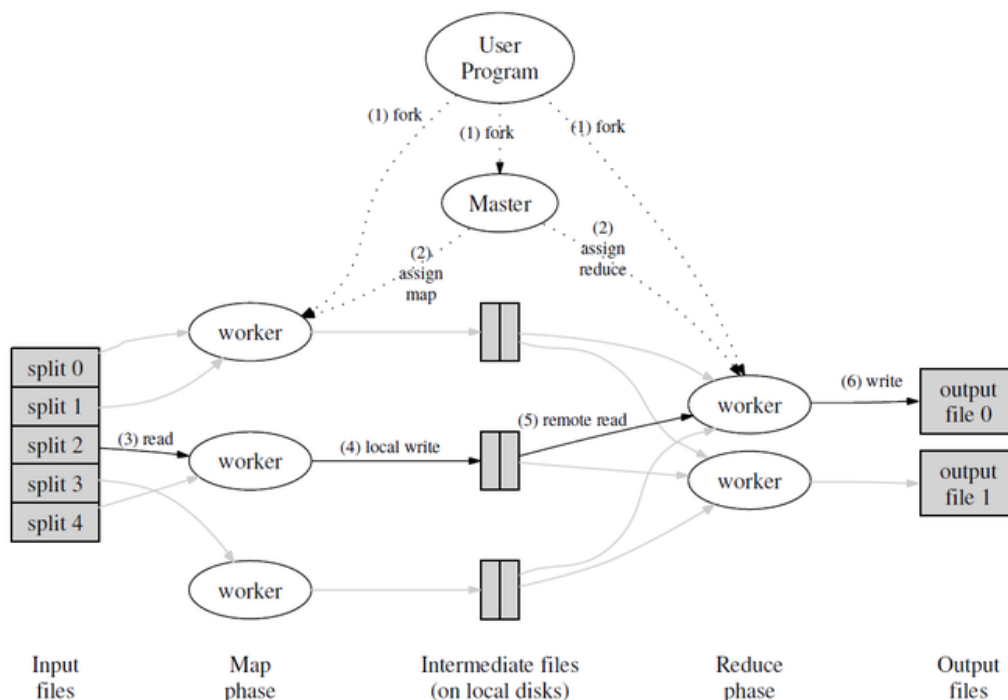 User
Program
(1) fork
(1) fork
(1) fork
Master
(2)
assign
map
(2)
assign
reduce
worker
split 0
split 1
split 2
split 3
split 4
(3) read
worker
(4) local write
(5) remote read
worker
(6) write
output
file 0
worker
output
file 1
worker
Input
files
Map
phase
Intermediate files
(on local disks)
Reduce
phase
Output
files